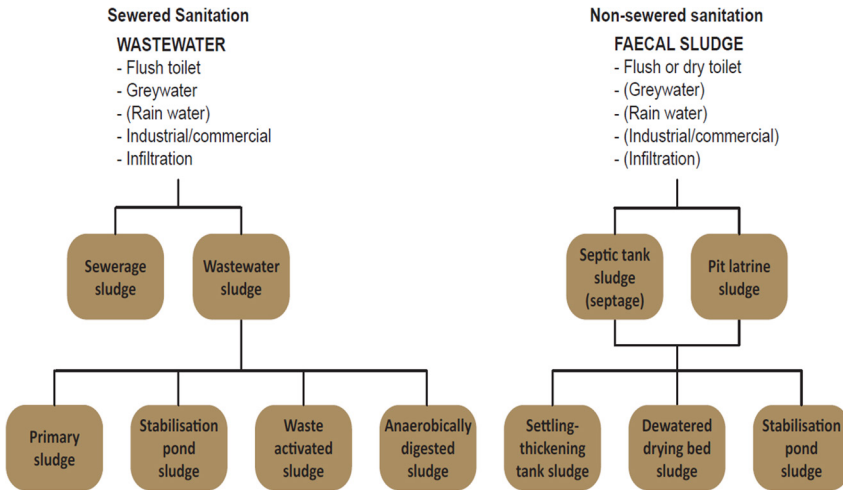 Sewered Sanitation
WASTEWATER
- Flush toilet
- Greywater
- (Rain water)
- Industrial/commercial
- Infiltration
Sewerage
sludge
Wastewater
sludge
Primary
sludge
Stabilisation
pond
sludge
Waste
activated
sludge
Anaerobically
digested
sludge
Non-sewered sanitation
FAECAL SLUDGE
- Flush or dry toilet
- (Greywater)
- (Rain water)
- (Industrial/commercial)
- (Infiltration)
Septic tank
sludge
(septage)
Pit latrine
sludge
Settling-
thickening
tank sludge
Dewatered
drying bed
sludge
Stabilisation
pond
sludge